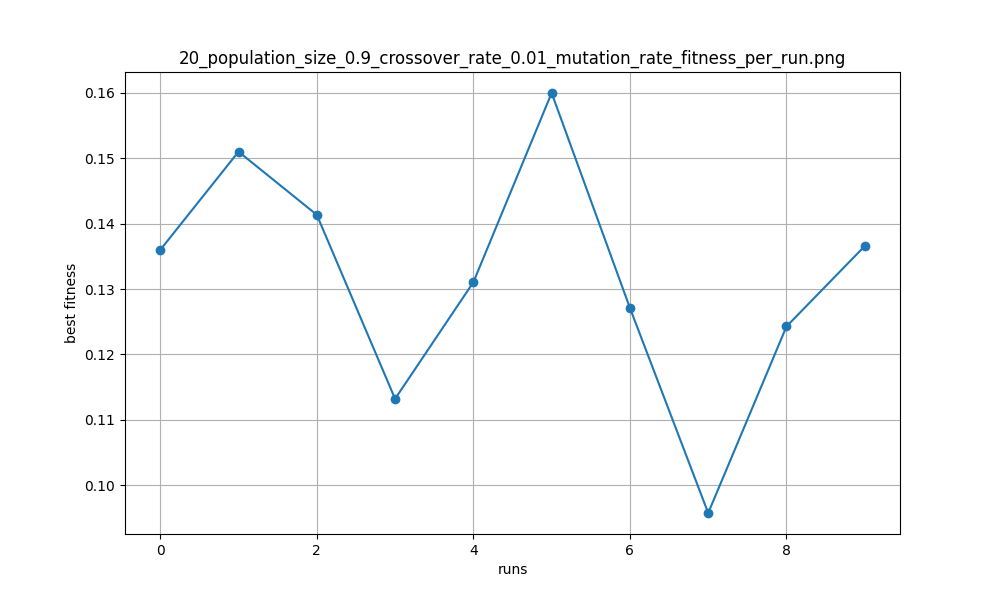 20_population_size_0.9_crossover_rate_0.01_mutation_rate_fitness_per_run.png
0.16
0.15
0.14
0.13
0.12
0.11
0.10
best fitness
0 2 4 6 8
runs